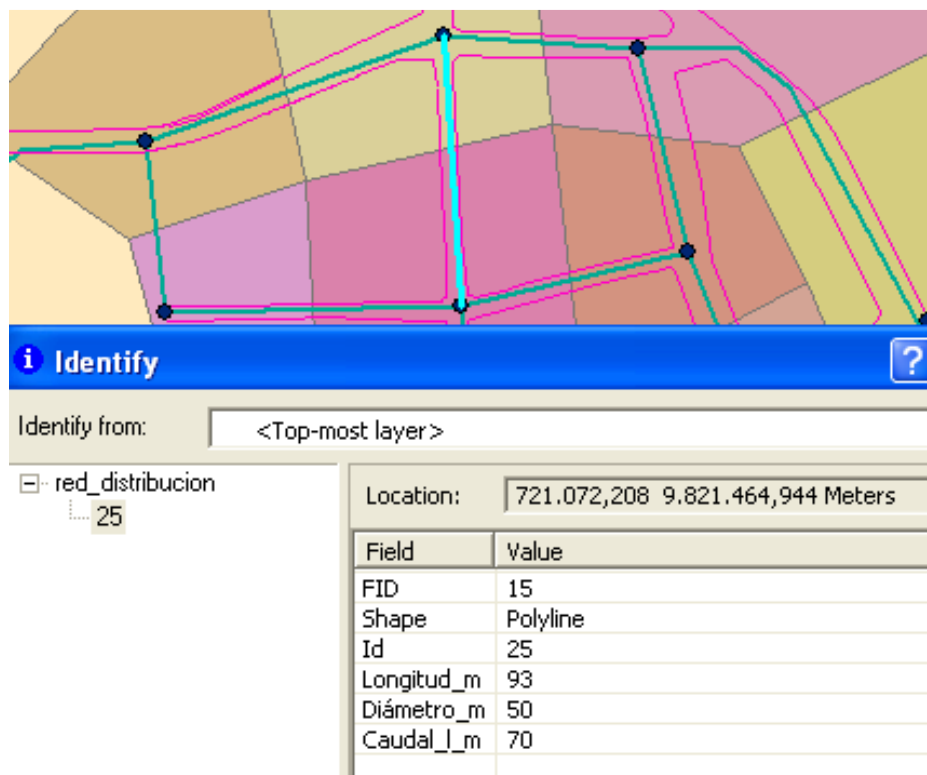 Identify
?
Identify from: <Top-most layer>
red_distribucion
25
Location: 721.072,208 9.821.464,944 Meters
Field Value
FID 15
Shape Polyline
Id 25
Longitud_m 93
Diámetro_m 50
Caudal_l_m 70